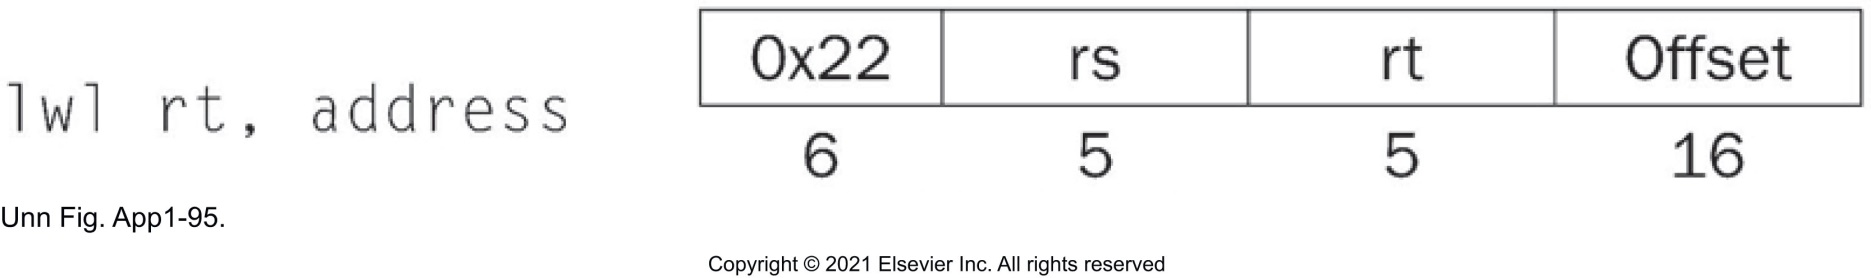 lwl rt, address
0x22 rs rt Offset
6 5 5 16
Unn Fig. App1-95.
Copyright © 2021 Elsevier Inc. All rights reserved